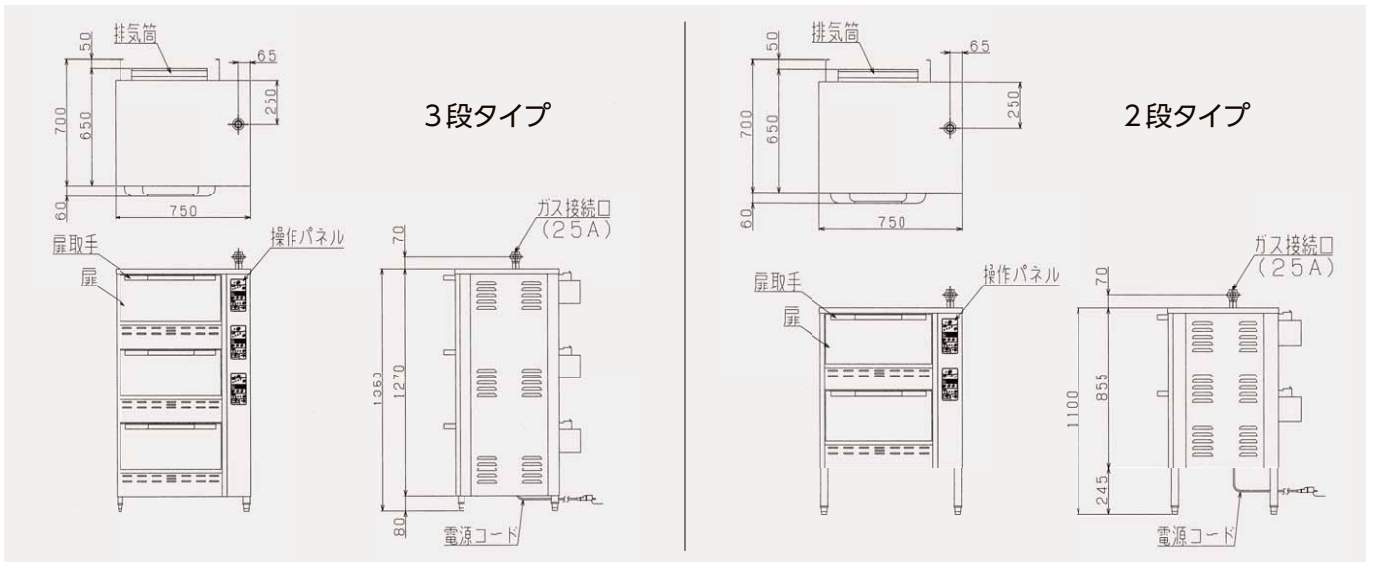 排気筒
50
65
700
650
250
60
750
3段タイプ
扉取手
扉
操作パネル
ガス接続口
(25A)
70
1360
1270
80
電源コード
排気筒
50
65
700
650
250
60
750
2段タイプ
扉取手
扉
操作パネル
ガス接続口
(25A)
70
1100
855
245
電源コード